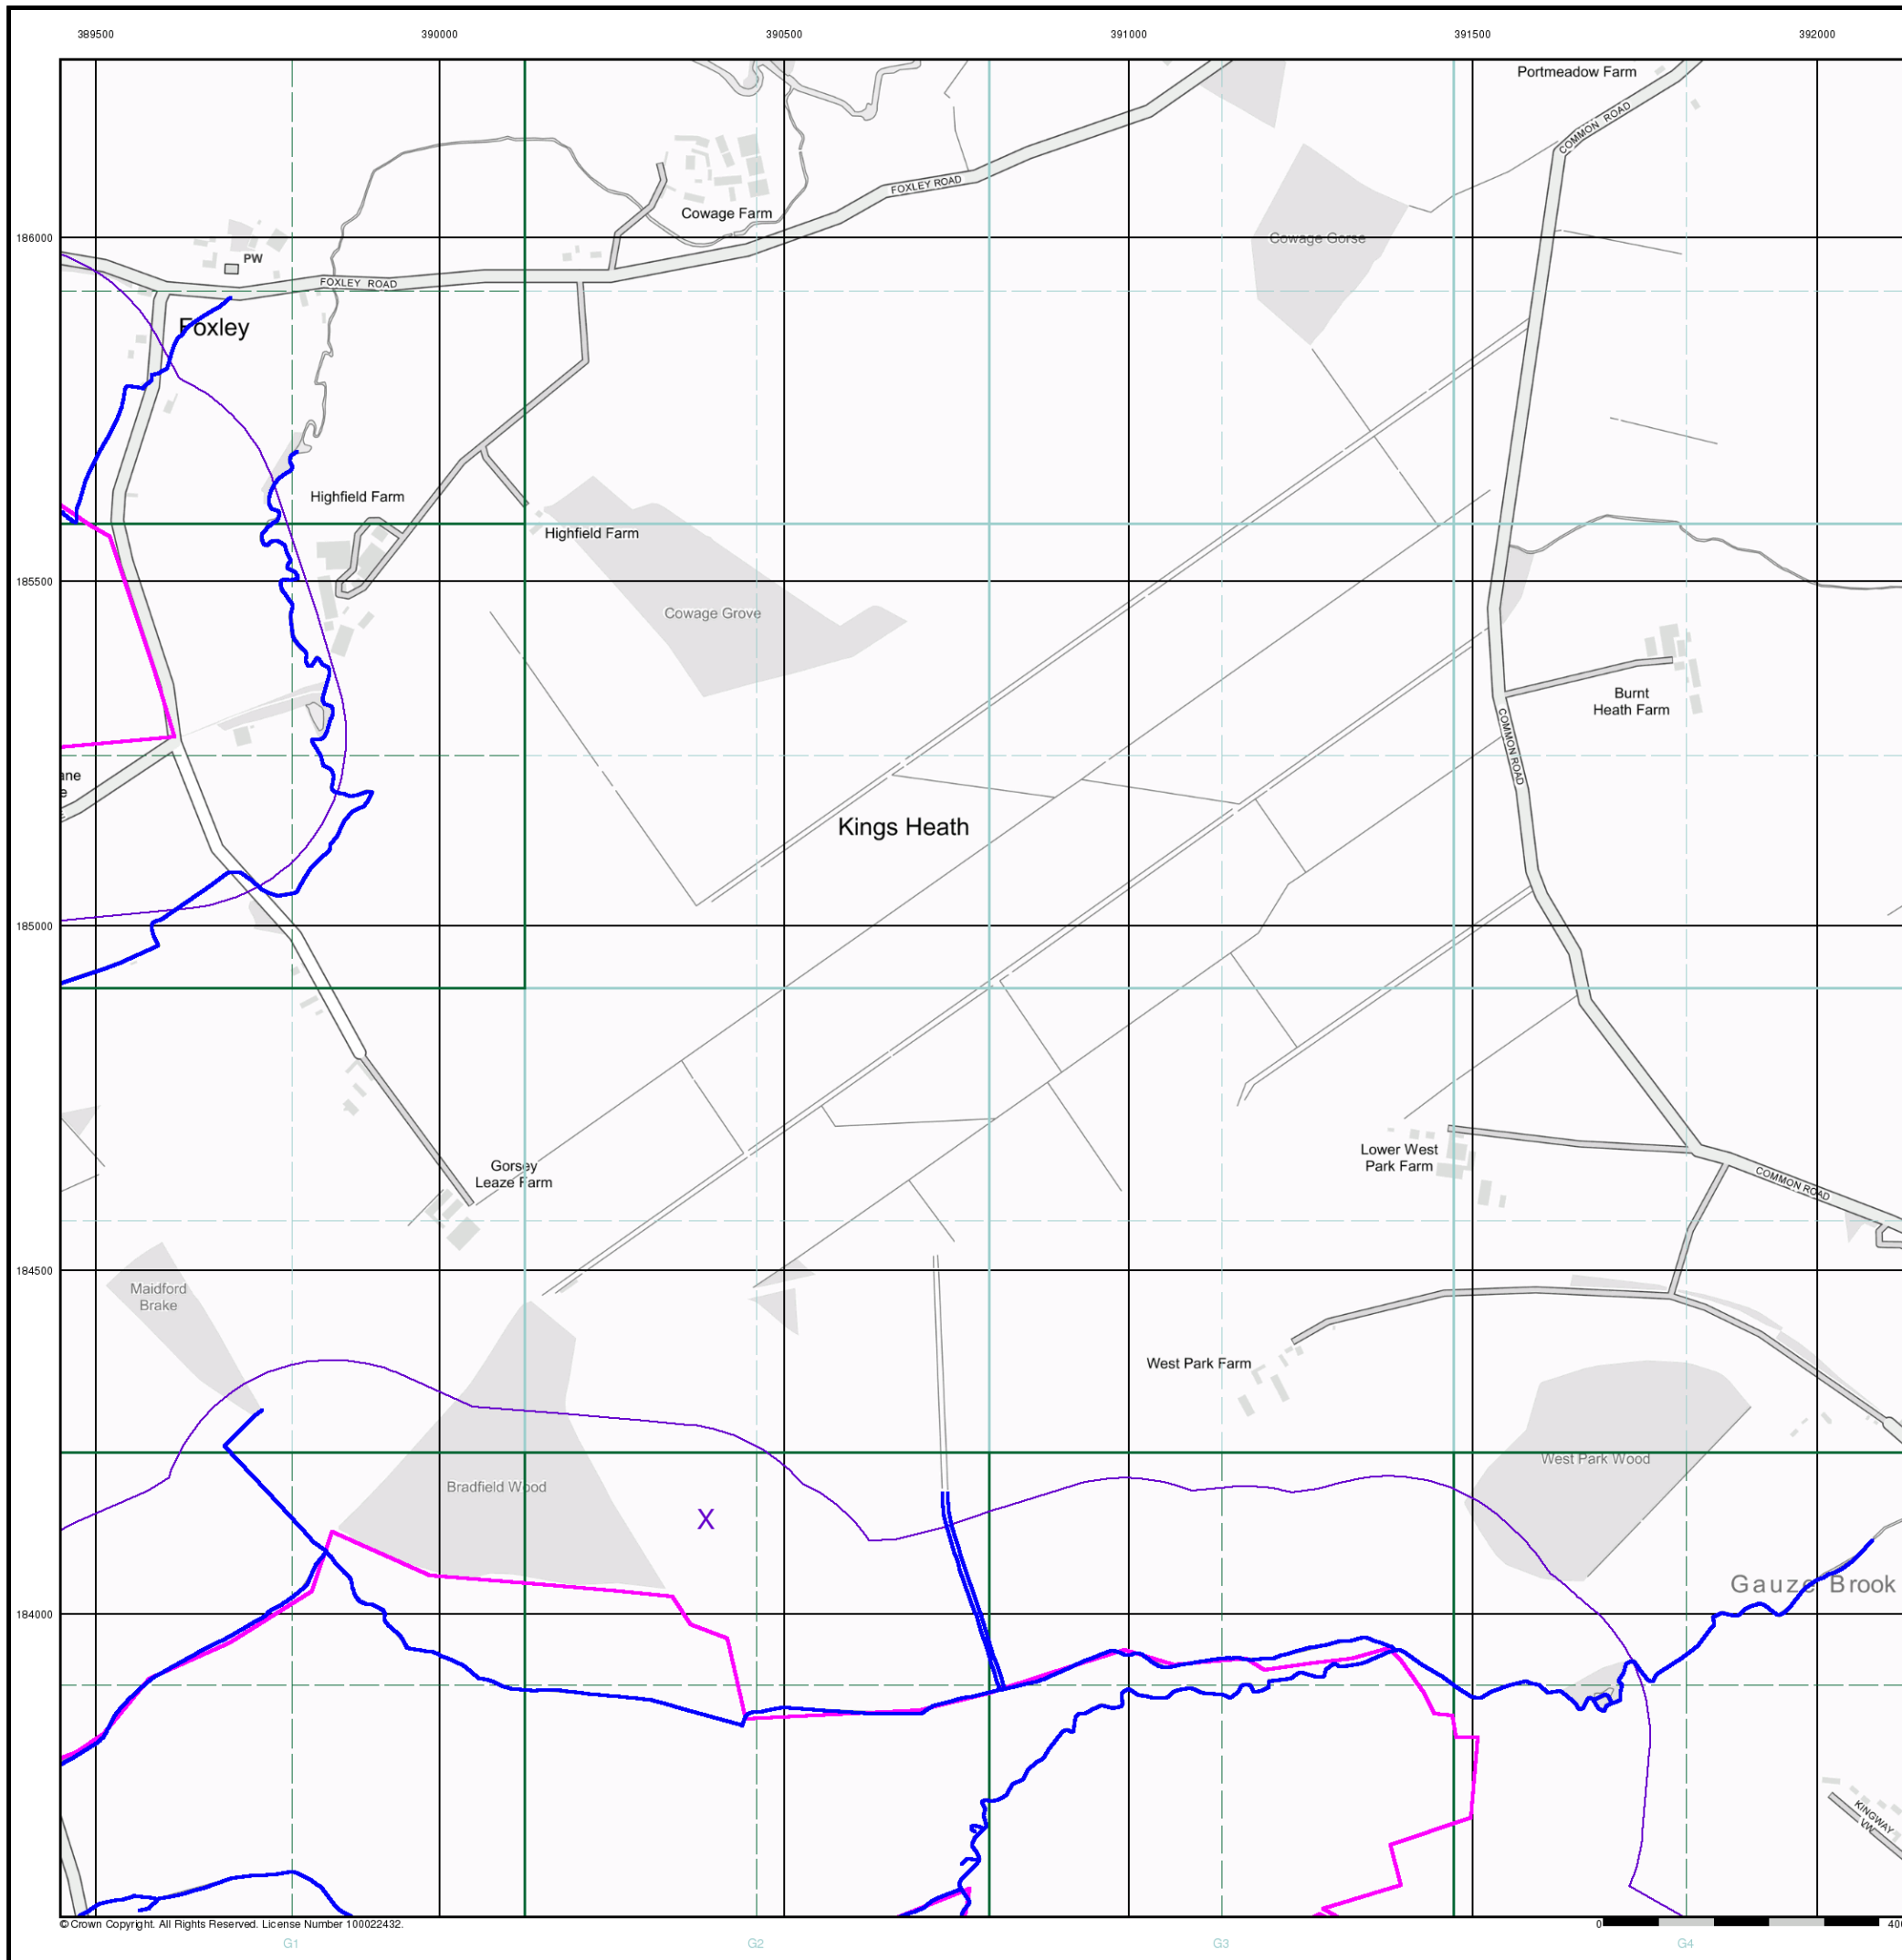 389500 390000 390500 391000 391500 392000
Portmeadow Farm
COMMON ROAD
FOXLEY ROAD
Cowage Farm
186000
Cowage Gorse
PW
FOXLEY ROAD
Foxley
Highfield Farm
Highfield Farm
185500
Cowage Grove
Burnt
Heath Farm
COMMON ROAD
Kings Heath
185000
Lower West
Park Farm
Gorsey
Leaze Farm
COMMON ROAD
184500
Maidford
Brake
West Park Farm
Bradfield Wood
West Park Wood
X
Gauze Brook
184000
KINGWAY
VW
© Crown Copyright. All Rights Reserved. License Number 100022432.
0
G1 G2 G3 G4